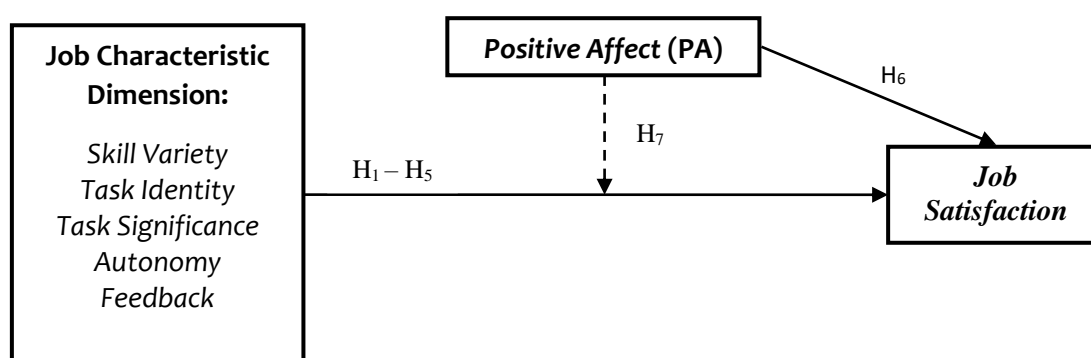 Job Characteristic
Dimension:
Skill Variety
Task Identity
Task Significance
Autonomy
Feedback
Positive Affect (PA)
H6
H7
H1 – H5
Job
Satisfaction